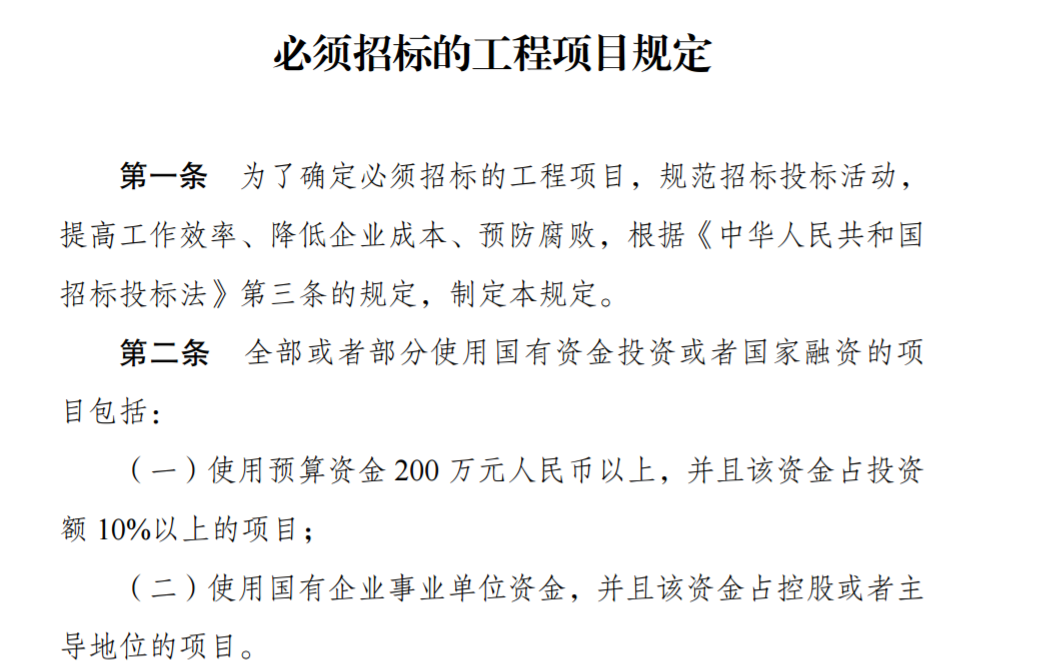 必须招标的工程项目规定
第一条 为了确定必须招标的工程项目，规范招标投标活动，
提高工作效率、降低企业成本、预防腐败，根据《中华人民共和国
招标投标法》第三条的规定，制定本规定。
第二条 全部或者部分使用国有资金投资或者国家融资的项
目包括：
（一）使用预算资金 200 万元人民币以上，并且该资金占投资
额 10%以上的项目；
（二）使用国有企业事业单位资金，并且该资金占控股或者主
导地位的项目。